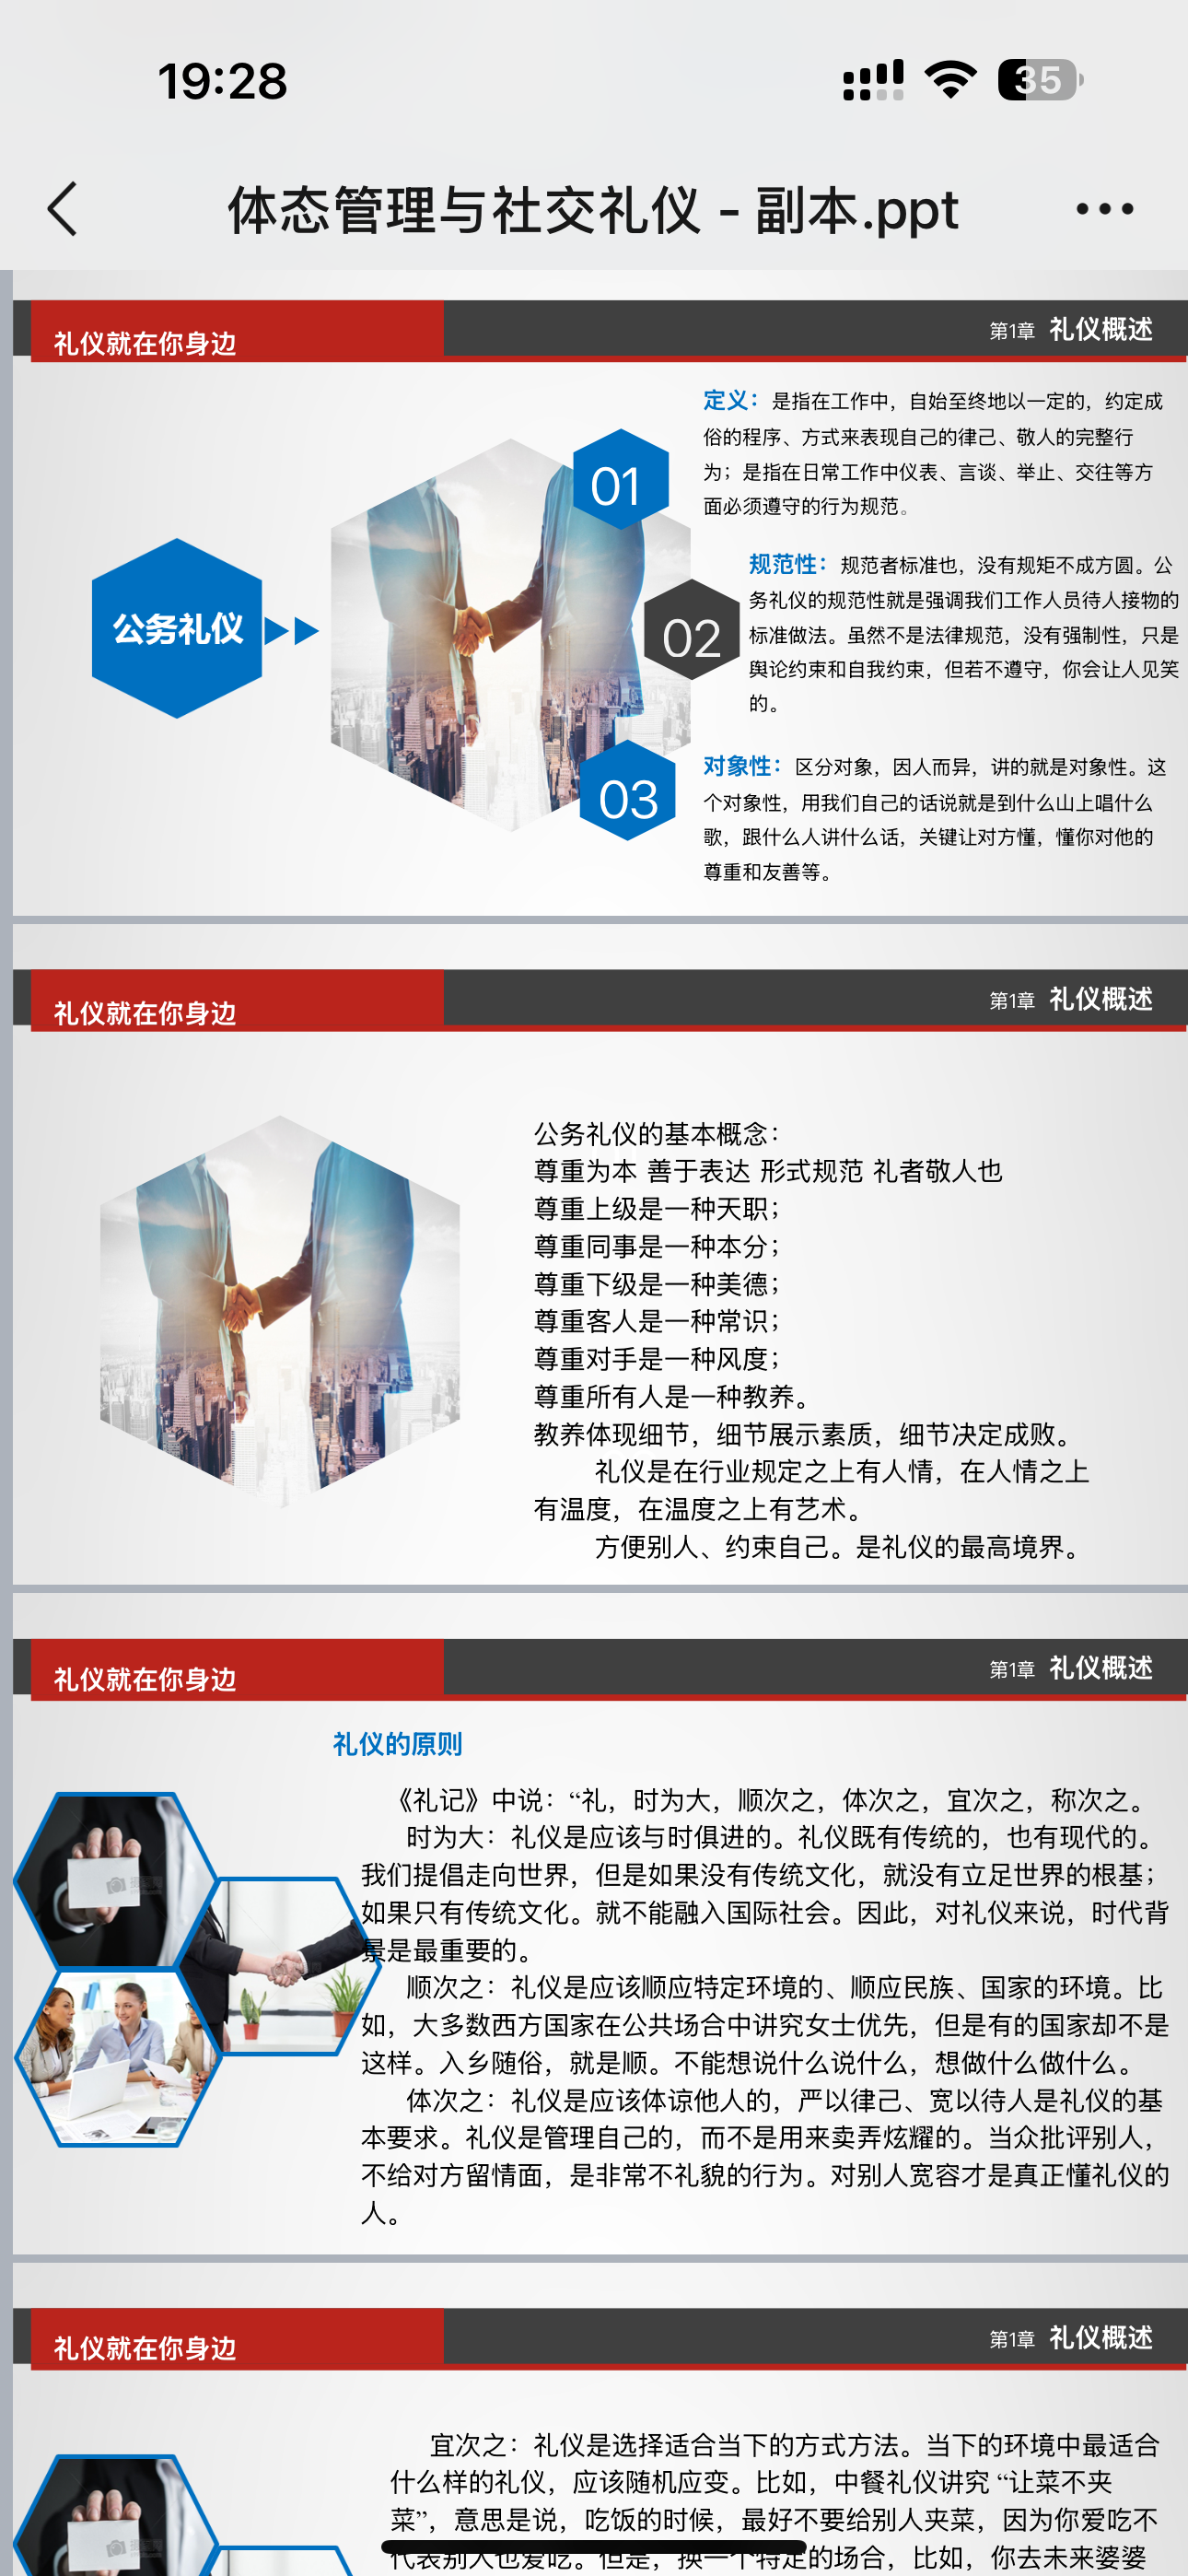 19:28
35
体态管理与社交礼仪 - 副本.ppt
礼仪就在你身边
第1章 礼仪概述
公务礼仪
01
定义：是指在工作中，自始至终地以一定的，约定成
俗的程序、方式来表现自己的律己、敬人的完整行
为；是指在日常工作中仪表、言谈、举止、交往等方
面必须遵守的行为规范。
02
规范性：规范者标准也，没有规矩不成方圆。公
务礼仪的规范性就是强调我们工作人员待人接物的
标准做法。虽然不是法律规范，没有强制性，只是
舆论约束和自我约束，但若不遵守，你会让人见笑
的。
03
对象性：区分对象，因人而异，讲的就是对象性。这
个对象性，用我们自己的话说就是到什么山上唱什么
歌，跟什么人讲什么话，关键让对方懂，懂你对他的
尊重和友善等。
礼仪就在你身边
第1章 礼仪概述
公务礼仪的基本概念：
尊重为本 善于表达 形式规范 礼者敬人也
尊重上级是一种天职；
尊重同事是一种本分；
尊重下级是一种美德；
尊重客人是一种常识；
尊重对手是一种风度；
尊重所有人是一种教养。
教养体现细节，细节展示素质，细节决定成败。
礼仪是在行业规定之上有人情，在人情之上
有温度，在温度之上有艺术。
方便别人、约束自己。是礼仪的最高境界。
礼仪就在你身边
第1章 礼仪概述
礼仪的原则
《礼记》中说：“礼，时为大，顺次之，体次之，宜次之，称次之。
时为大：礼仪是应该与时俱进的。礼仪既有传统的，也有现代的。
我们提倡走向世界，但是如果没有传统文化，就没有立足世界的根基；
如果只有传统文化。就不能融入国际社会。因此，对礼仪来说，时代背
景是最重要的。
顺次之：礼仪是应该顺应特定环境的、顺应民族、国家的环境。比
如，大多数西方国家在公共场合中讲究女士优先，但是有的国家却不是
这样。入乡随俗，就是顺。不能想说什么说什么，想做什么做什么。
体次之：礼仪是应该体谅他人的，严以律己、宽以待人是礼仪的基
本要求。礼仪是管理自己的，而不是用来卖弄炫耀的。当众批评别人，
不给对方留情面，是非常不礼貌的行为。对别人宽容才是真正懂礼仪的
人。
礼仪就在你身边
第1章 礼仪概述
宜次之：礼仪是选择适合当下的方式方法。当下的环境中最适合
什么样的礼仪，应该随机应变。比如，中餐礼仪讲究“让菜不夹
菜”，意思是说，吃饭的时候，最好不要给别人夹菜，因为你爱吃不
代表别人也爱吃。但是，换一个特定的场合，比如，你去未来婆婆